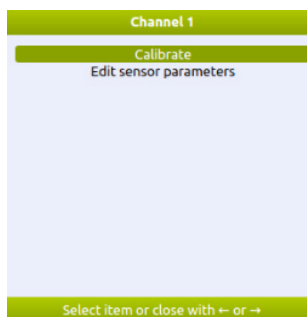 Channel 1
Calibrate
Edit sensor parameters
Select item or close with ← or →